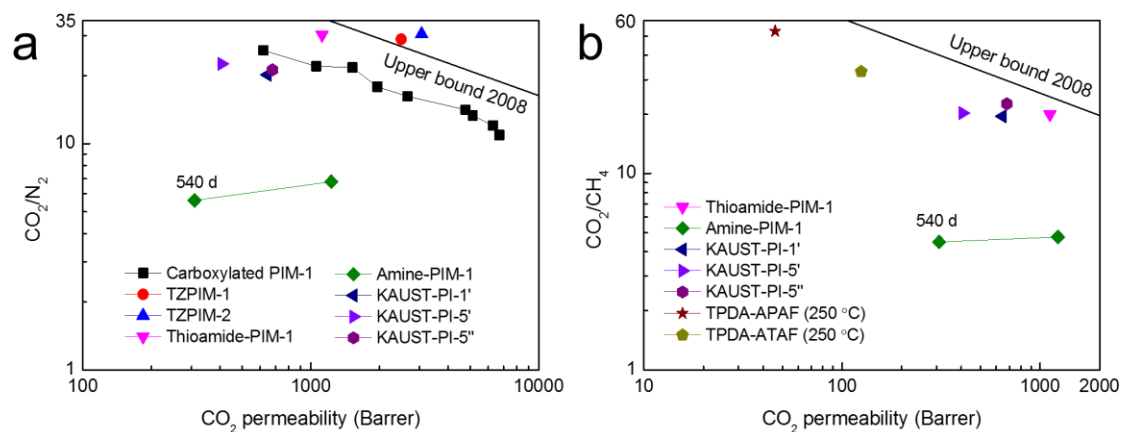 a
35
10
1
CO₂/N₂
Upper bound 2008
540 d
Carboxylated PIM-1
TZPIM-1
TZPIM-2
Thioamide-PIM-1
Amine-PIM-1
KAUST-PI-1'
KAUST-PI-5'
KAUST-PI-5''
100
1000
10000
CO₂ permeability (Barrer)
b
60
10
1
CO₂/CH₄
Upper bound 2008
540 d
Thioamide-PIM-1
Amine-PIM-1
KAUST-PI-1'
KAUST-PI-5'
KAUST-PI-5''
TPDA-APAF (250 °C)
TPDA-ATAF (250 °C)
10
100
1000
2000
CO₂ permeability (Barrer)